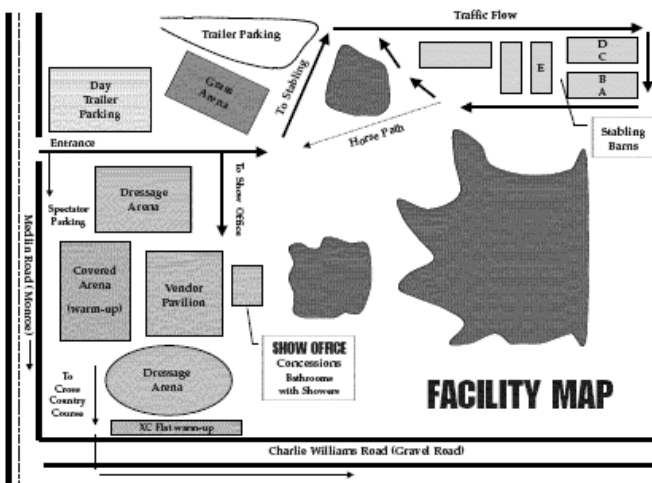 Traffic Flow
Trailer Parking
Day
Trailer
Parking
Grass
Arena
To Stabling
E
D
C
B
A
Stabling
Barns
Horse Path
Entrance
To Show Office
Spectator
Parking
Dressage
Arena
Medlin Road (Monroe)
Covered
Arena
(warm-up)
Vendor
Pavilion
SHOW OFFICE
Concessions
Bathrooms
with Showers
To
Cross
Country
Course
Dressage
Arena
FACILITY MAP
XC Flat warm-up
Charlie Williams Road (Gravel Road)